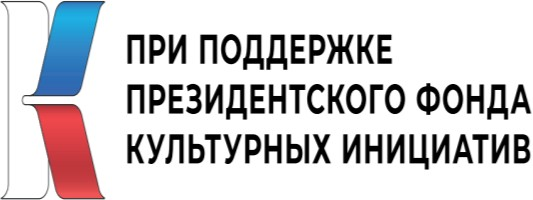 ПРИ ПОДДЕРЖКЕ
ПРЕЗИДЕНТСКОГО ФОНДА
КУЛЬТУРНЫХ ИНИЦИАТИВ